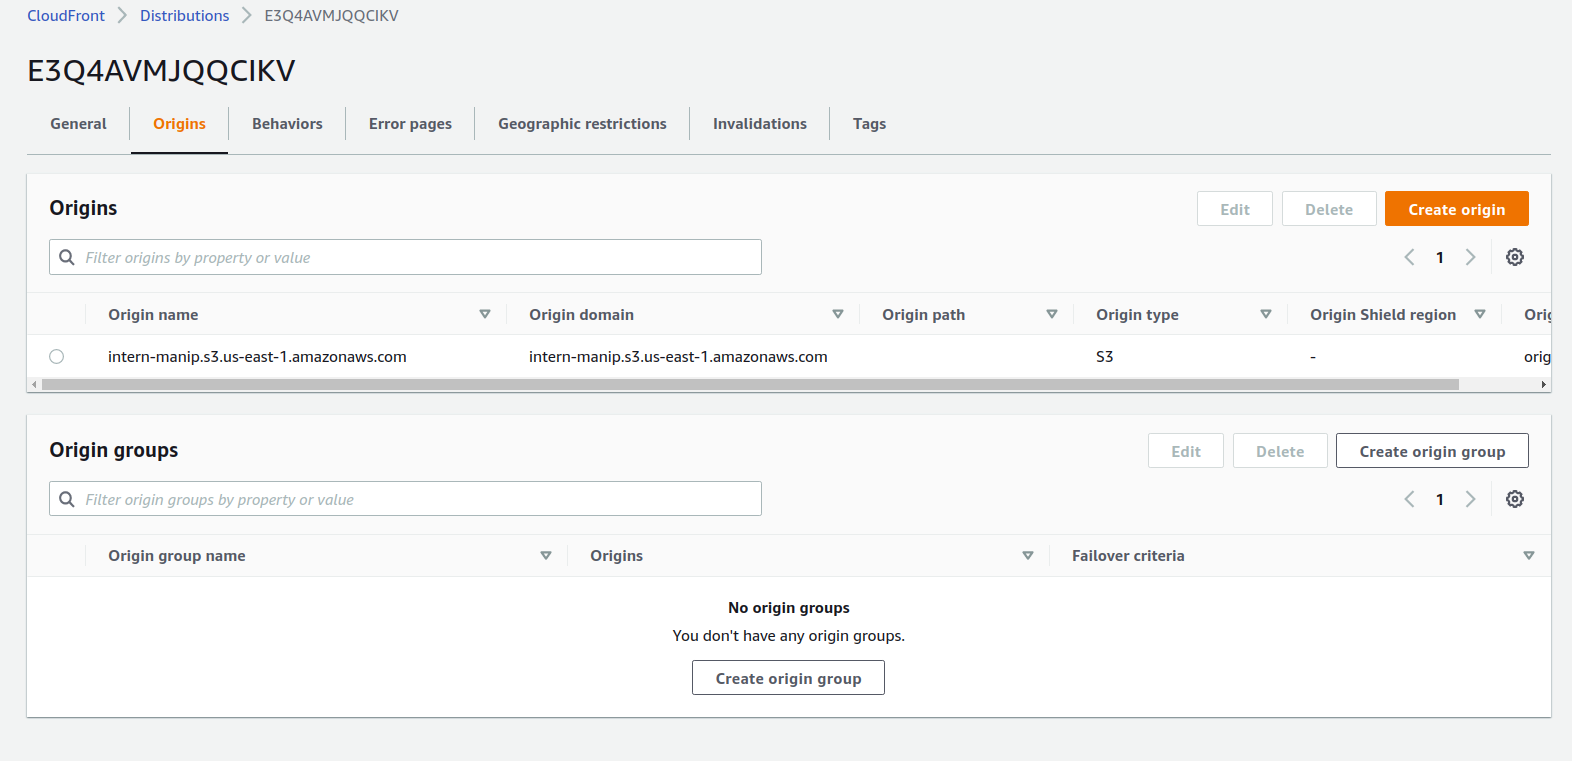 CloudFront Distributions E3Q4AVMJQQCIKV
E3Q4AVMJQQCIKV
General Origins Behaviors Error pages Geographic restrictions Invalidations Tags
Origins Edit Delete Create origin
Filter origins by property or value 1
Origin name Origin domain Origin path Origin type Origin Shield region Orig
intern-manip.s3.us-east-1.amazonaws.com intern-manip.s3.us-east-1.amazonaws.com S3 - orig
Origin groups Edit Delete Create origin group
Filter origin groups by property or value 1
Origin group name Origins Failover criteria
No origin groups
You don't have any origin groups.
Create origin group